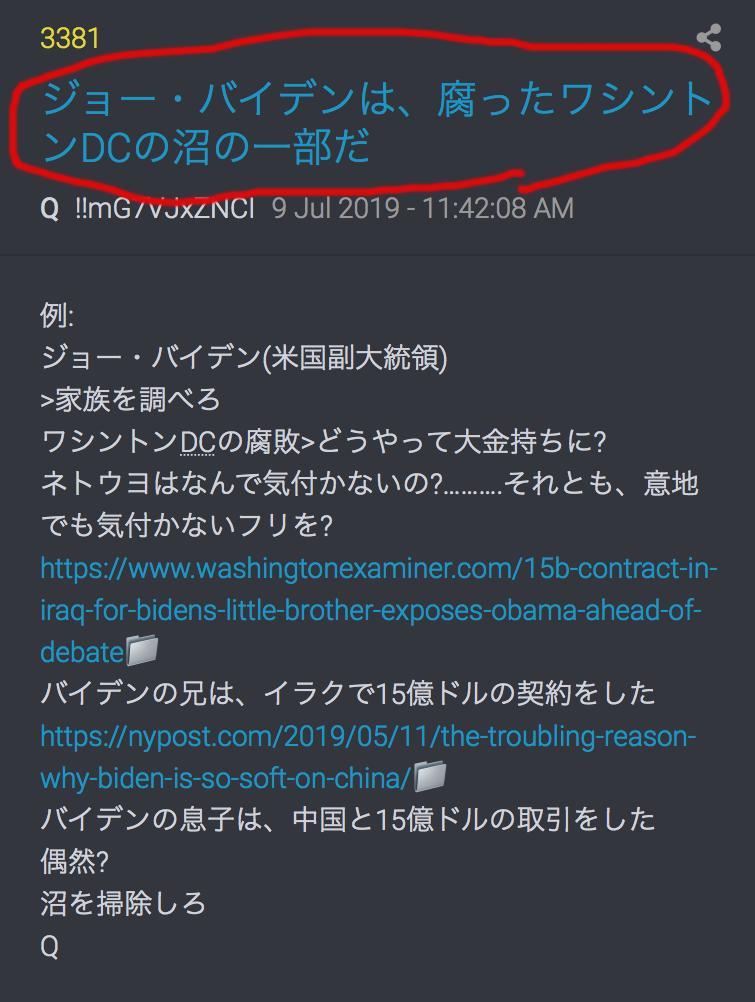 3381
ジョー・バイデンは、腐ったワシント
ンDCの沼の一部だ
Q !!mG7VJxZNCI 9 Jul 2019 - 11:42:08 AM
例:
ジョー・バイデン(米国副大統領)
>家族を調べろ
ワシントンDCの腐敗>どうやって大金持ちに?
ネトウヨはなんで気付かないの?..........それとも、意地
でも気付かないフリを?
https://www.washingtonexaminer.com/15b-contract-in-
iraq-for-bidens-little-brother-exposes-obama-ahead-of-
debate
バイデンの兄は、イラクで15億ドルの契約をした
https://nypost.com/2019/05/11/the-troubling-reason-
why-biden-is-so-soft-on-china/
バイデンの息子は、中国と15億ドルの取引をした
偶然?
沼を掃除しろ
Q